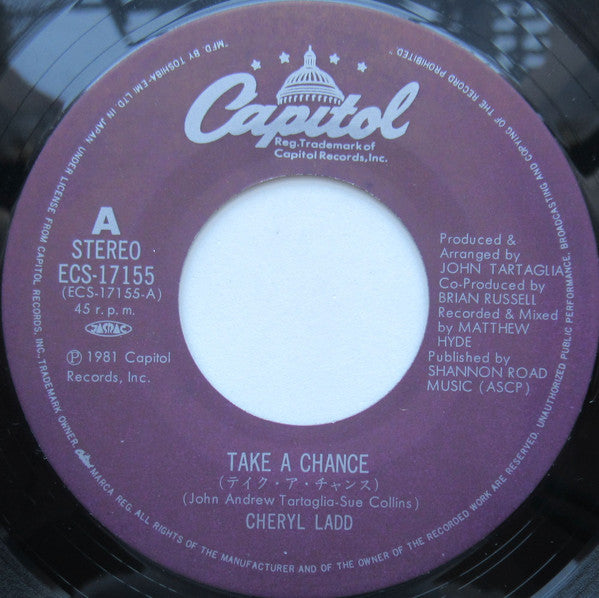 Capitol
Reg.Trademark of
Capitol Records,Inc.
A
STEREO
ECS-17155
(ECS-17155-A)
45 r.p.m.
JASRAC
Ⓟ 1981 Capitol
Records, Inc.
Produced &
Arranged by
JOHN TARTAGLIA
Co-Produced by
BRIAN RUSSELL
Recorded & Mixed
by MATTHEW
HYDE
Published by
SHANNON ROAD
MUSIC (ASCP)
TAKE A CHANCE
(テイク・ア・チャンス)
(John Andrew Tartaglia-Sue Collins)
CHERYL LADD
"MFD. BY TOSHIBA-EMI LTD. IN JAPAN. UNDER LICENSE FROM CAPITOL RECORDS, INC. TRADEMARK OWNER. Capitol MARCA REG. ALL RIGHTS OF THE MANUFACTURER AND OF THE OWNER OF THE RECORDED WORK ARE RESERVED. UNAUTHORIZED PUBLIC PERFORMANCE, BROADCASTING AND COPYING OF THE RECORD PROHIBITED."